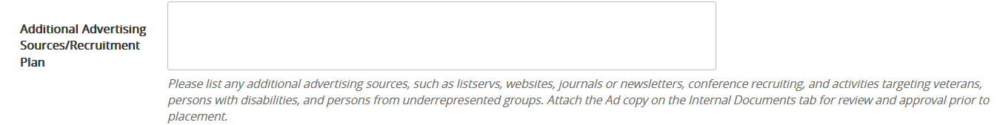 Additional Advertising
Sources/Recruitment
Plan
Please list any additional advertising sources, such as listservs, websites, journals or newsletters, conference recruiting, and activities targeting veterans,
persons with disabilities, and persons from underrepresented groups. Attach the Ad copy on the Internal Documents tab for review and approval prior to
placement.